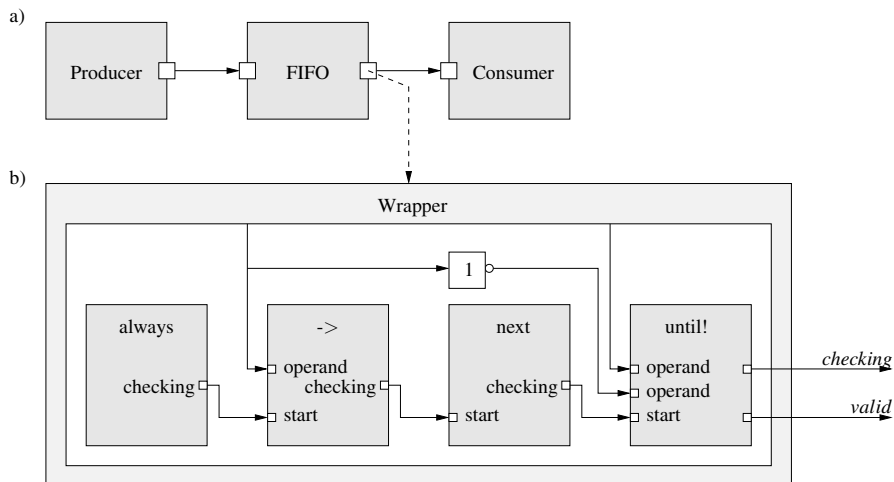 a)
Producer
FIFO
Consumer
b)
Wrapper
1
always
->
next
until!
operand
operand
checking
checking
checking
checking
operand
start
start
start
valid